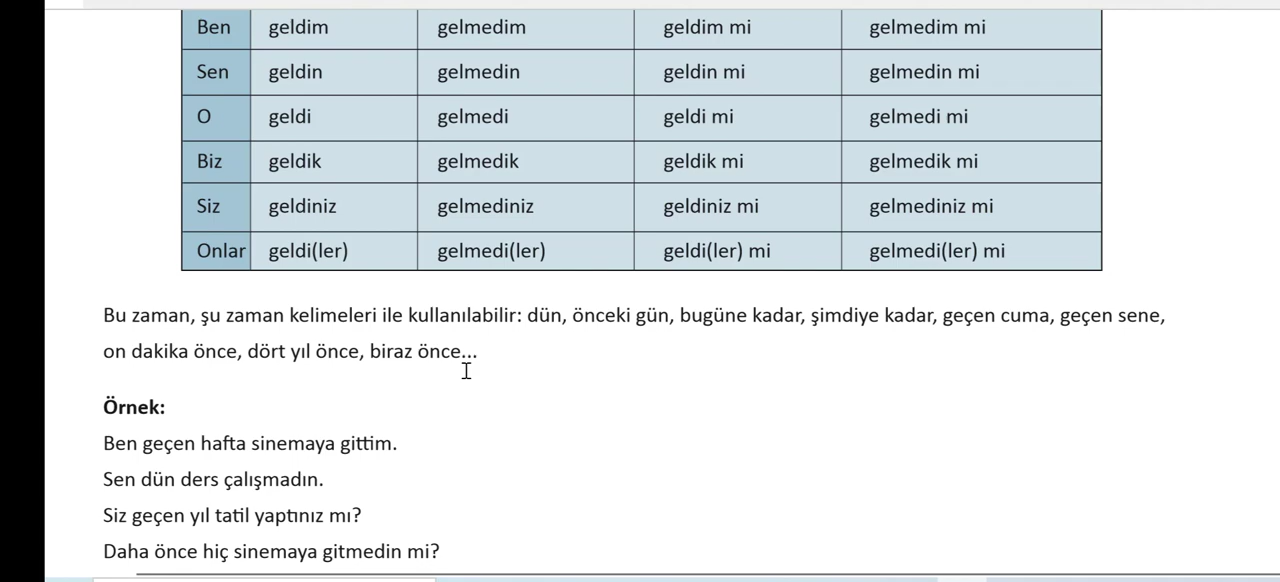 Ben geldim gelmedim geldim mi gelmedim mi
Sen geldin gelmedin geldin mi gelmedin mi
O geldi gelmedi geldi mi gelmedi mi
Biz geldik gelmedik geldik mi gelmedik mi
Siz geldiniz gelmediniz geldiniz mi gelmediniz mi
Onlar geldi(ler) gelmedi(ler) geldi(ler) mi gelmedi(ler) mi
Bu zaman, şu zaman kelimeleri ile kullanılabilir: dün, önceki gün, bugüne kadar, şimdiye kadar, geçen cuma, geçen sene,
on dakika önce, dört yıl önce, biraz önce...
Örnek:
Ben geçen hafta sinemaya gittim.
Sen dün ders çalışmadın.
Siz geçen yıl tatil yaptınız mı?
Daha önce hiç sinemaya gitmedin mi?